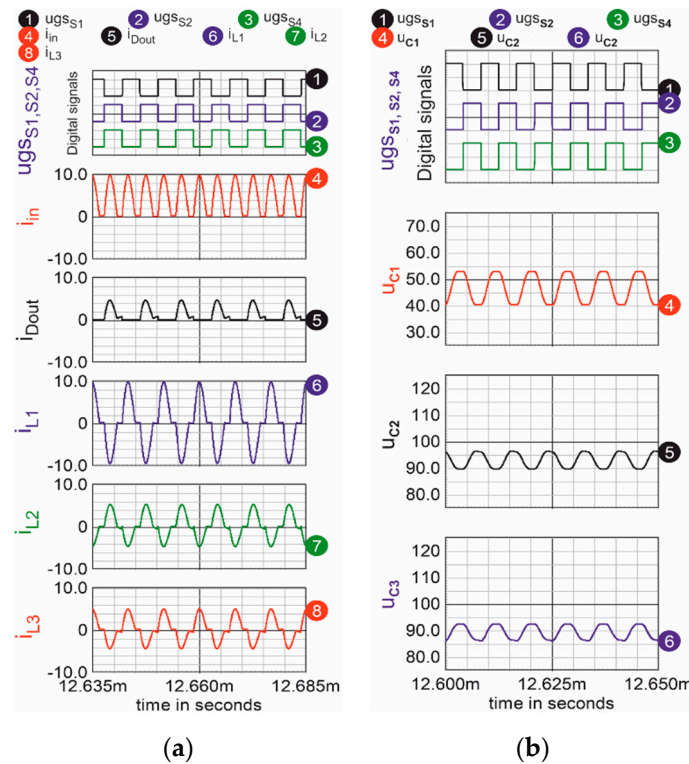 1 ugsS1 2 ugsS2 3 ugsS4
4 iin 5 iDout 6 iL1 7 iL2
8 iL3
ugsS1,S2,S4
Digital signals
1
2
3
iin
10.0
0
-10.0
4
iDout
10.0
0
-10.0
5
iL1
10.0
0
-10.0
6
iL2
10.0
0
-10.0
7
iL3
10.0
0
-10.0
8
12.635m 12.660m 12.685m
time in seconds
(a)
1 ugsS1 2 ugsS2 3 ugsS4
4 uC1 5 uC2 6 uC2
ugsS1, S2, S4
Digital signals
1
2
3
uC1
70.0
60.0
50.0
40.0
30.0
4
uC2
120
110
100
90.0
80.0
5
uC3
120
110
100
90.0
80.0
6
12.600m 12.625m 12.650m
time in seconds
(b)